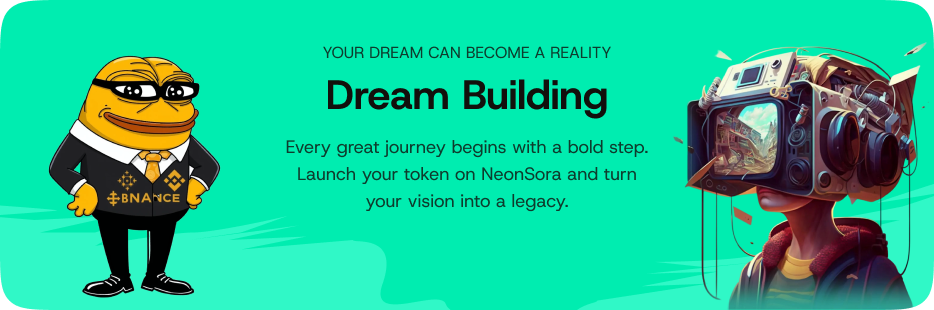 YOUR DREAM CAN BECOME A REALITY
Dream Building
Every great journey begins with a bold step.
Launch your token on NeonSora and turn
your vision into a legacy.
BNANCE